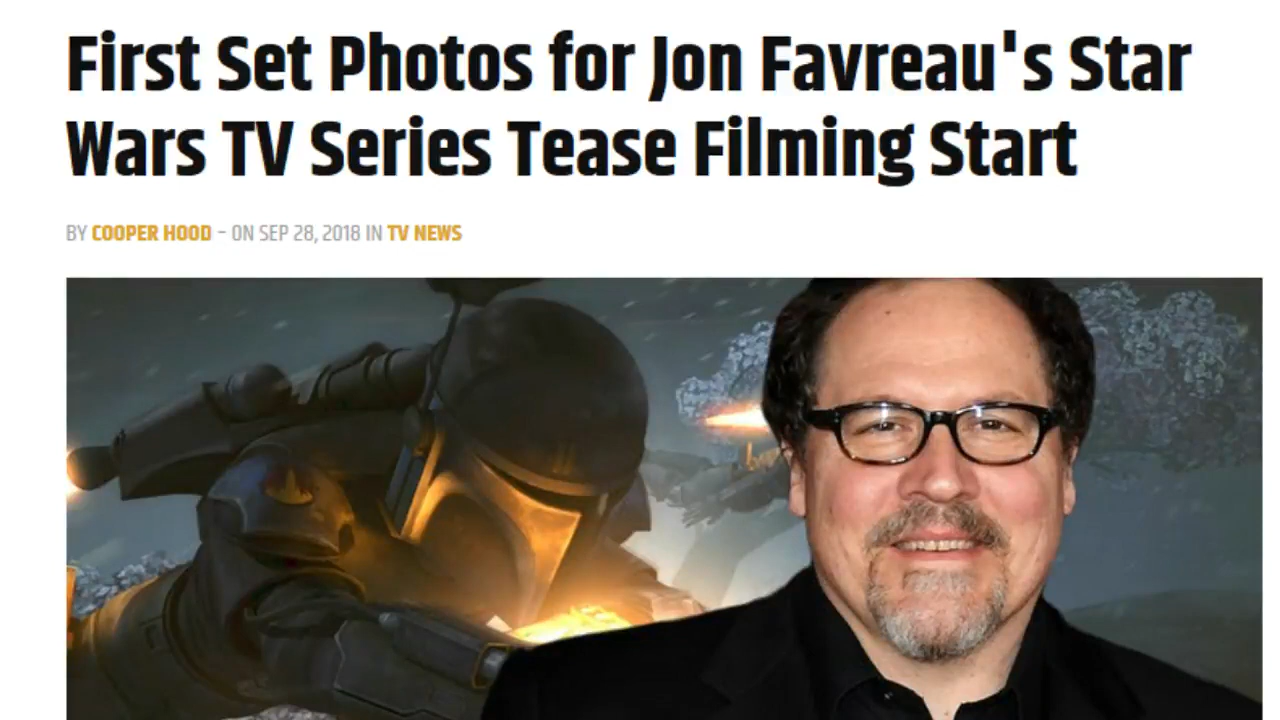 First Set Photos for Jon Favreau's Star
Wars TV Series Tease Filming Start
BY COOPER HOOD - ON SEP 28, 2018 IN TV NEWS